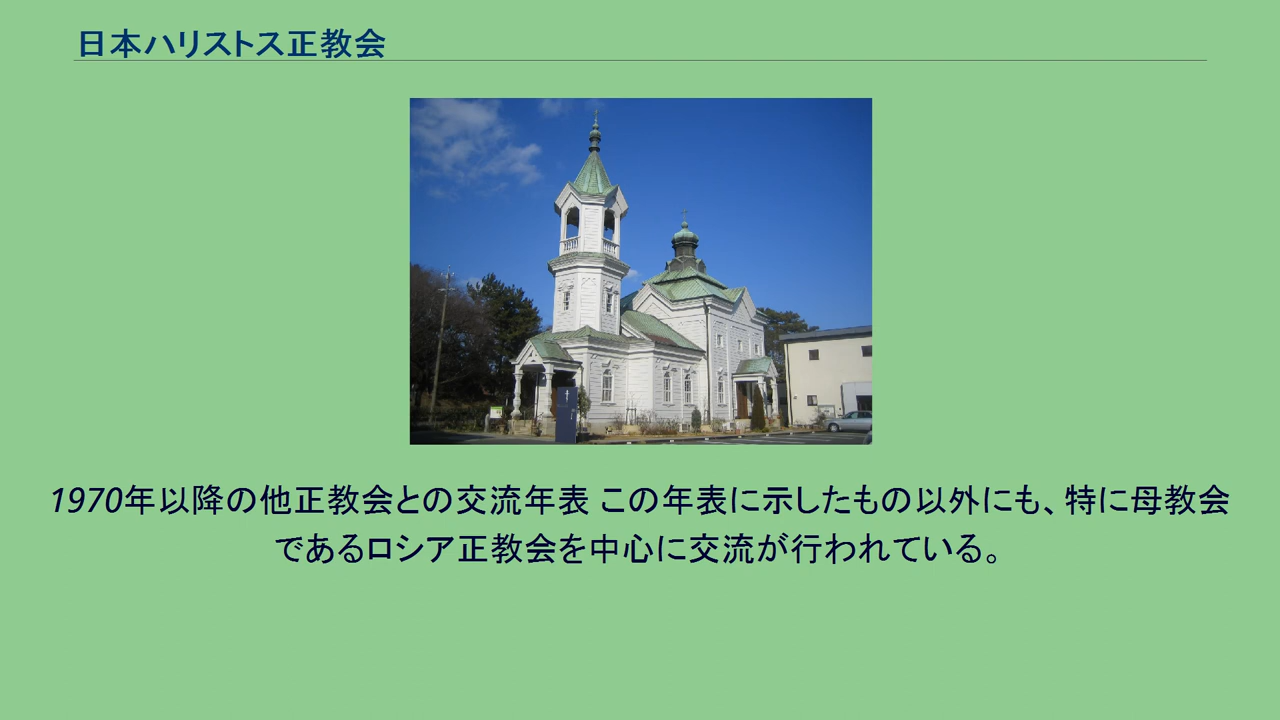 日本ハリストス正教会
1970年以降の他正教会との交流年表 この年表に示したもの以外にも、特に母教会
であるロシア正教会を中心に交流が行われている。